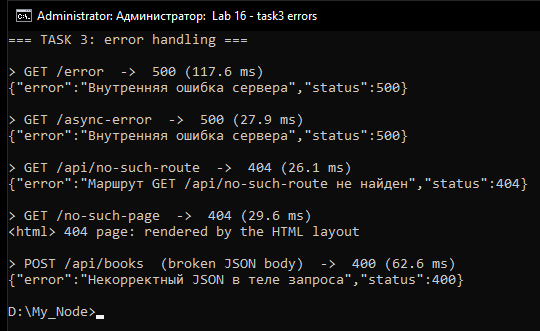 Administrator: Администратор: Lab 16 - task3 errors
=== TASK 3: error handling ===
> GET /error  ->  500 (117.6 ms)
{"error":"Внутренняя ошибка сервера","status":500}
> GET /async-error  ->  500 (27.9 ms)
{"error":"Внутренняя ошибка сервера","status":500}
> GET /api/no-such-route  ->  404 (26.1 ms)
{"error":"Маршрут GET /api/no-such-route не найден","status":404}
> GET /no-such-page  ->  404 (29.6 ms)
<html> 404 page: rendered by the HTML layout
> POST /api/books  (broken JSON body)  ->  400 (62.6 ms)
{"error":"Некорректный JSON в теле запроса","status":400}
D:\My_Node>